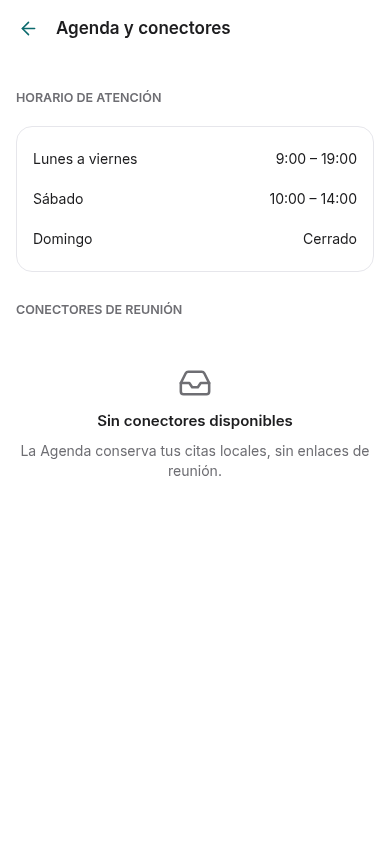 Agenda y conectores
HORARIO DE ATENCIÓN
Lunes a viernes 9:00 – 19:00
Sábado 10:00 – 14:00
Domingo Cerrado
CONECTORES DE REUNIÓN
Sin conectores disponibles
La Agenda conserva tus citas locales, sin enlaces de
reunión.